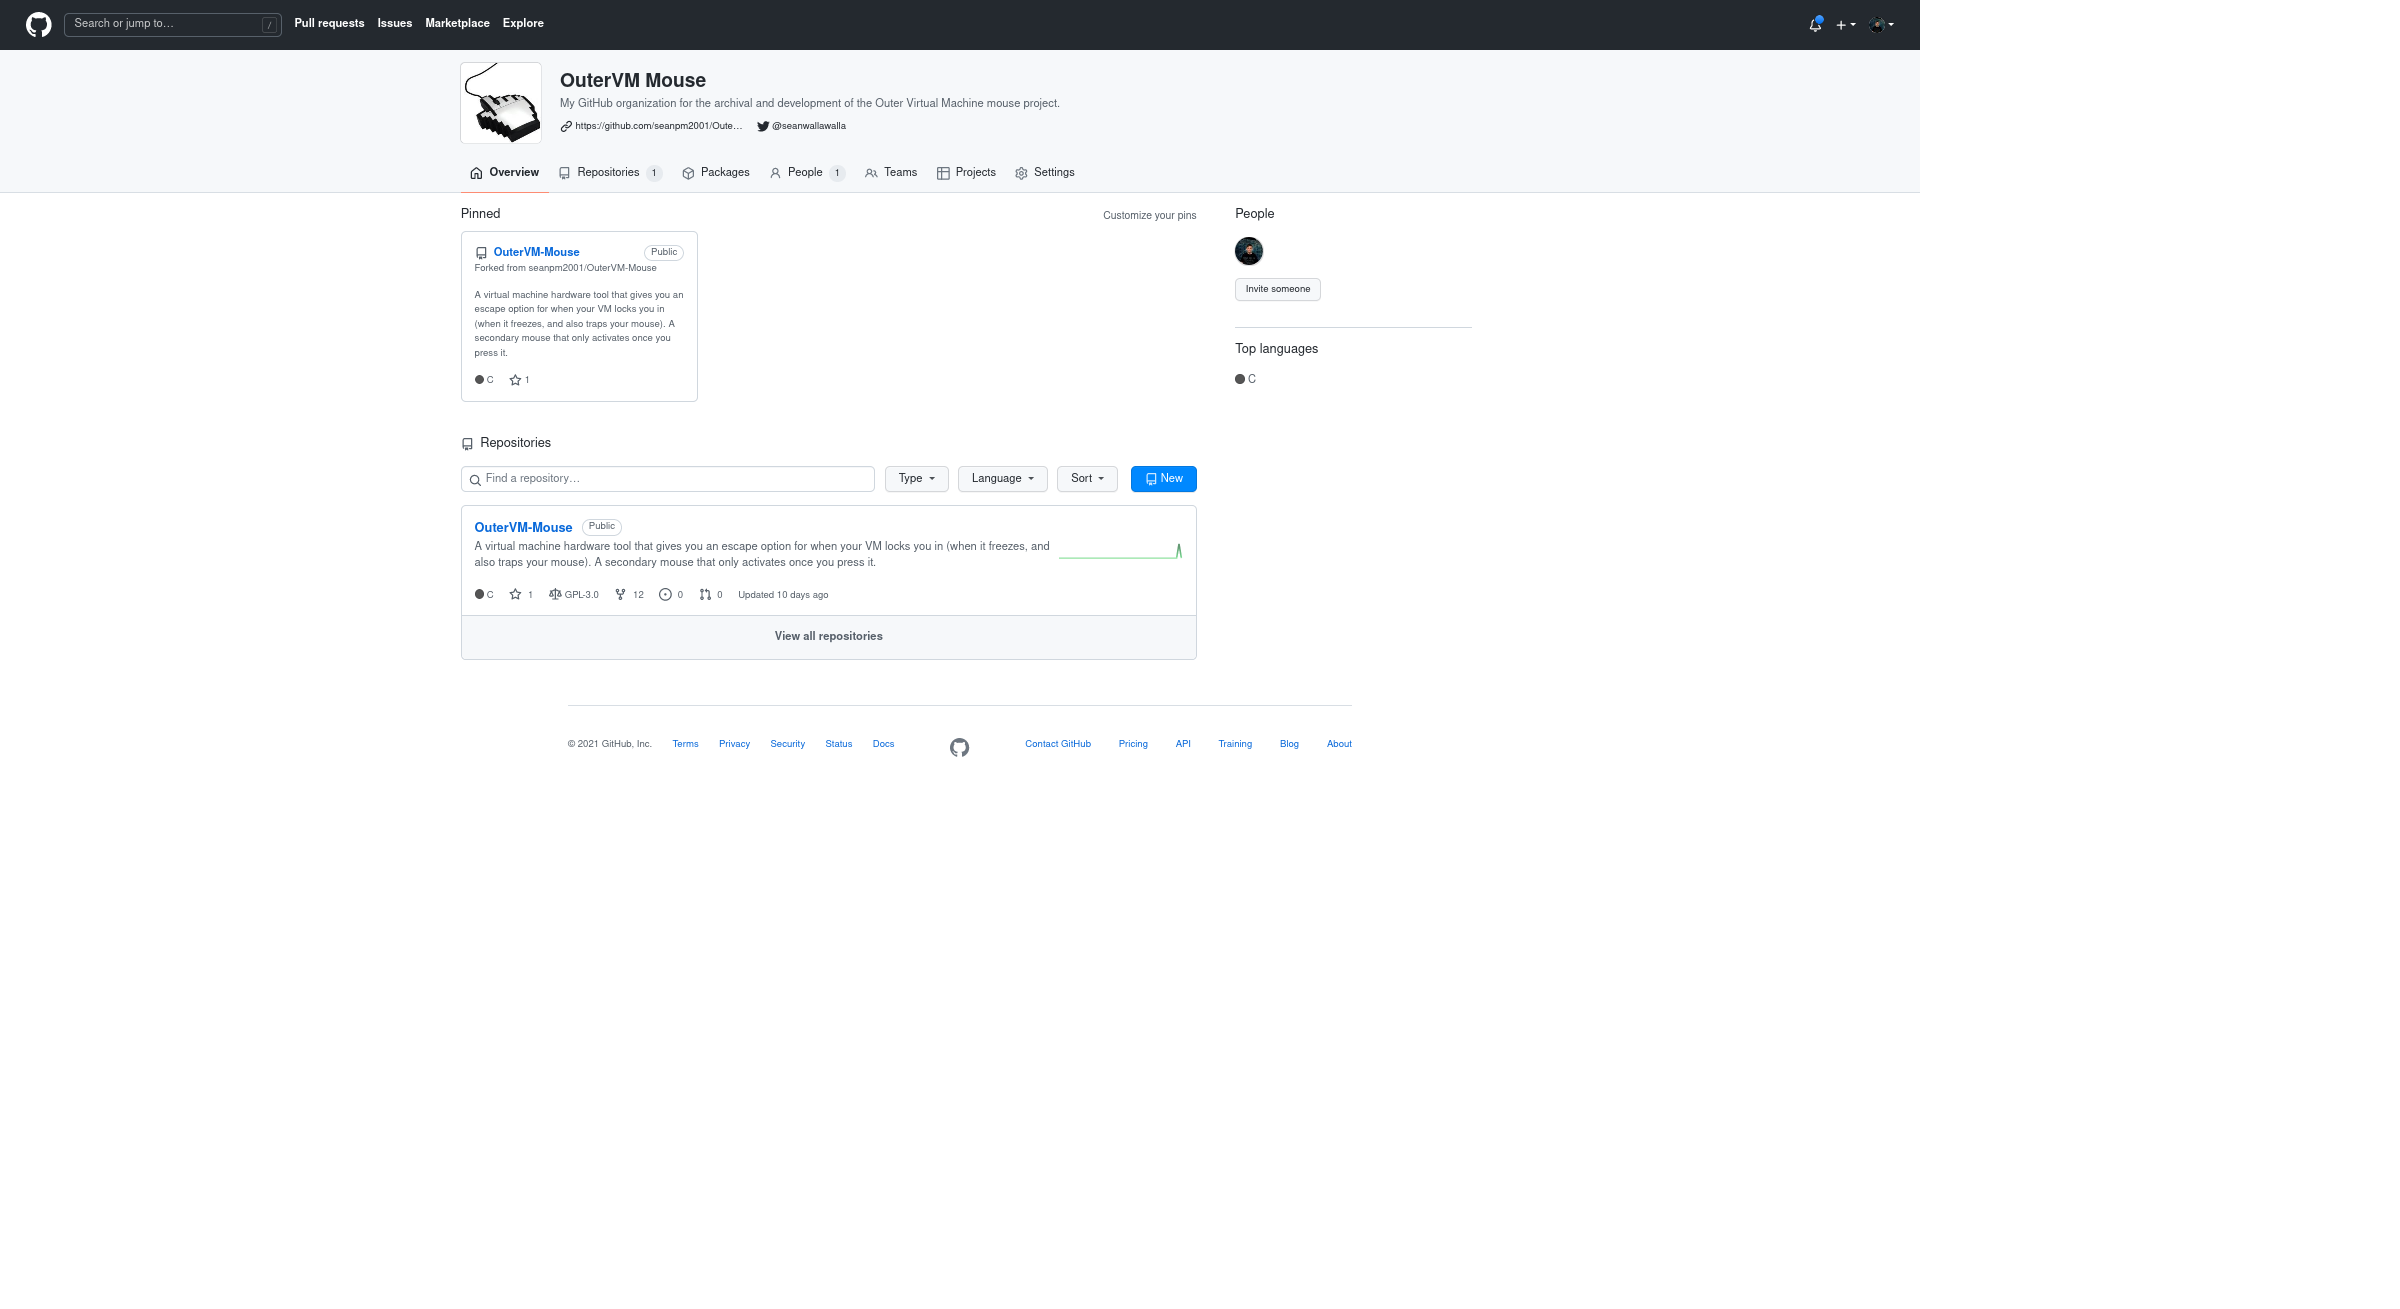 Search or jump to… /
Pull requests Issues Marketplace Explore
OuterVM Mouse
My GitHub organization for the archival and development of the Outer Virtual Machine mouse project.
https://github.com/seanpm2001/Oute… @seanwallawalla
Overview Repositories 1 Packages People 1 Teams Projects Settings
Pinned
Customize your pins
OuterVM-Mouse Public
Forked from seanpm2001/OuterVM-Mouse
A virtual machine hardware tool that gives you an
escape option for when your VM locks you in
(when it freezes, and also traps your mouse). A
secondary mouse that only activates once you
press it.
C 1
People
Invite someone
Top languages
C
Repositories
Find a repository… Type Language Sort New
OuterVM-Mouse Public
A virtual machine hardware tool that gives you an escape option for when your VM locks you in (when it freezes, and
also traps your mouse). A secondary mouse that only activates once you press it.
C 1 GPL-3.0 12 0 0 Updated 10 days ago
View all repositories
© 2021 GitHub, Inc. Terms Privacy Security Status Docs Contact GitHub Pricing API Training Blog About